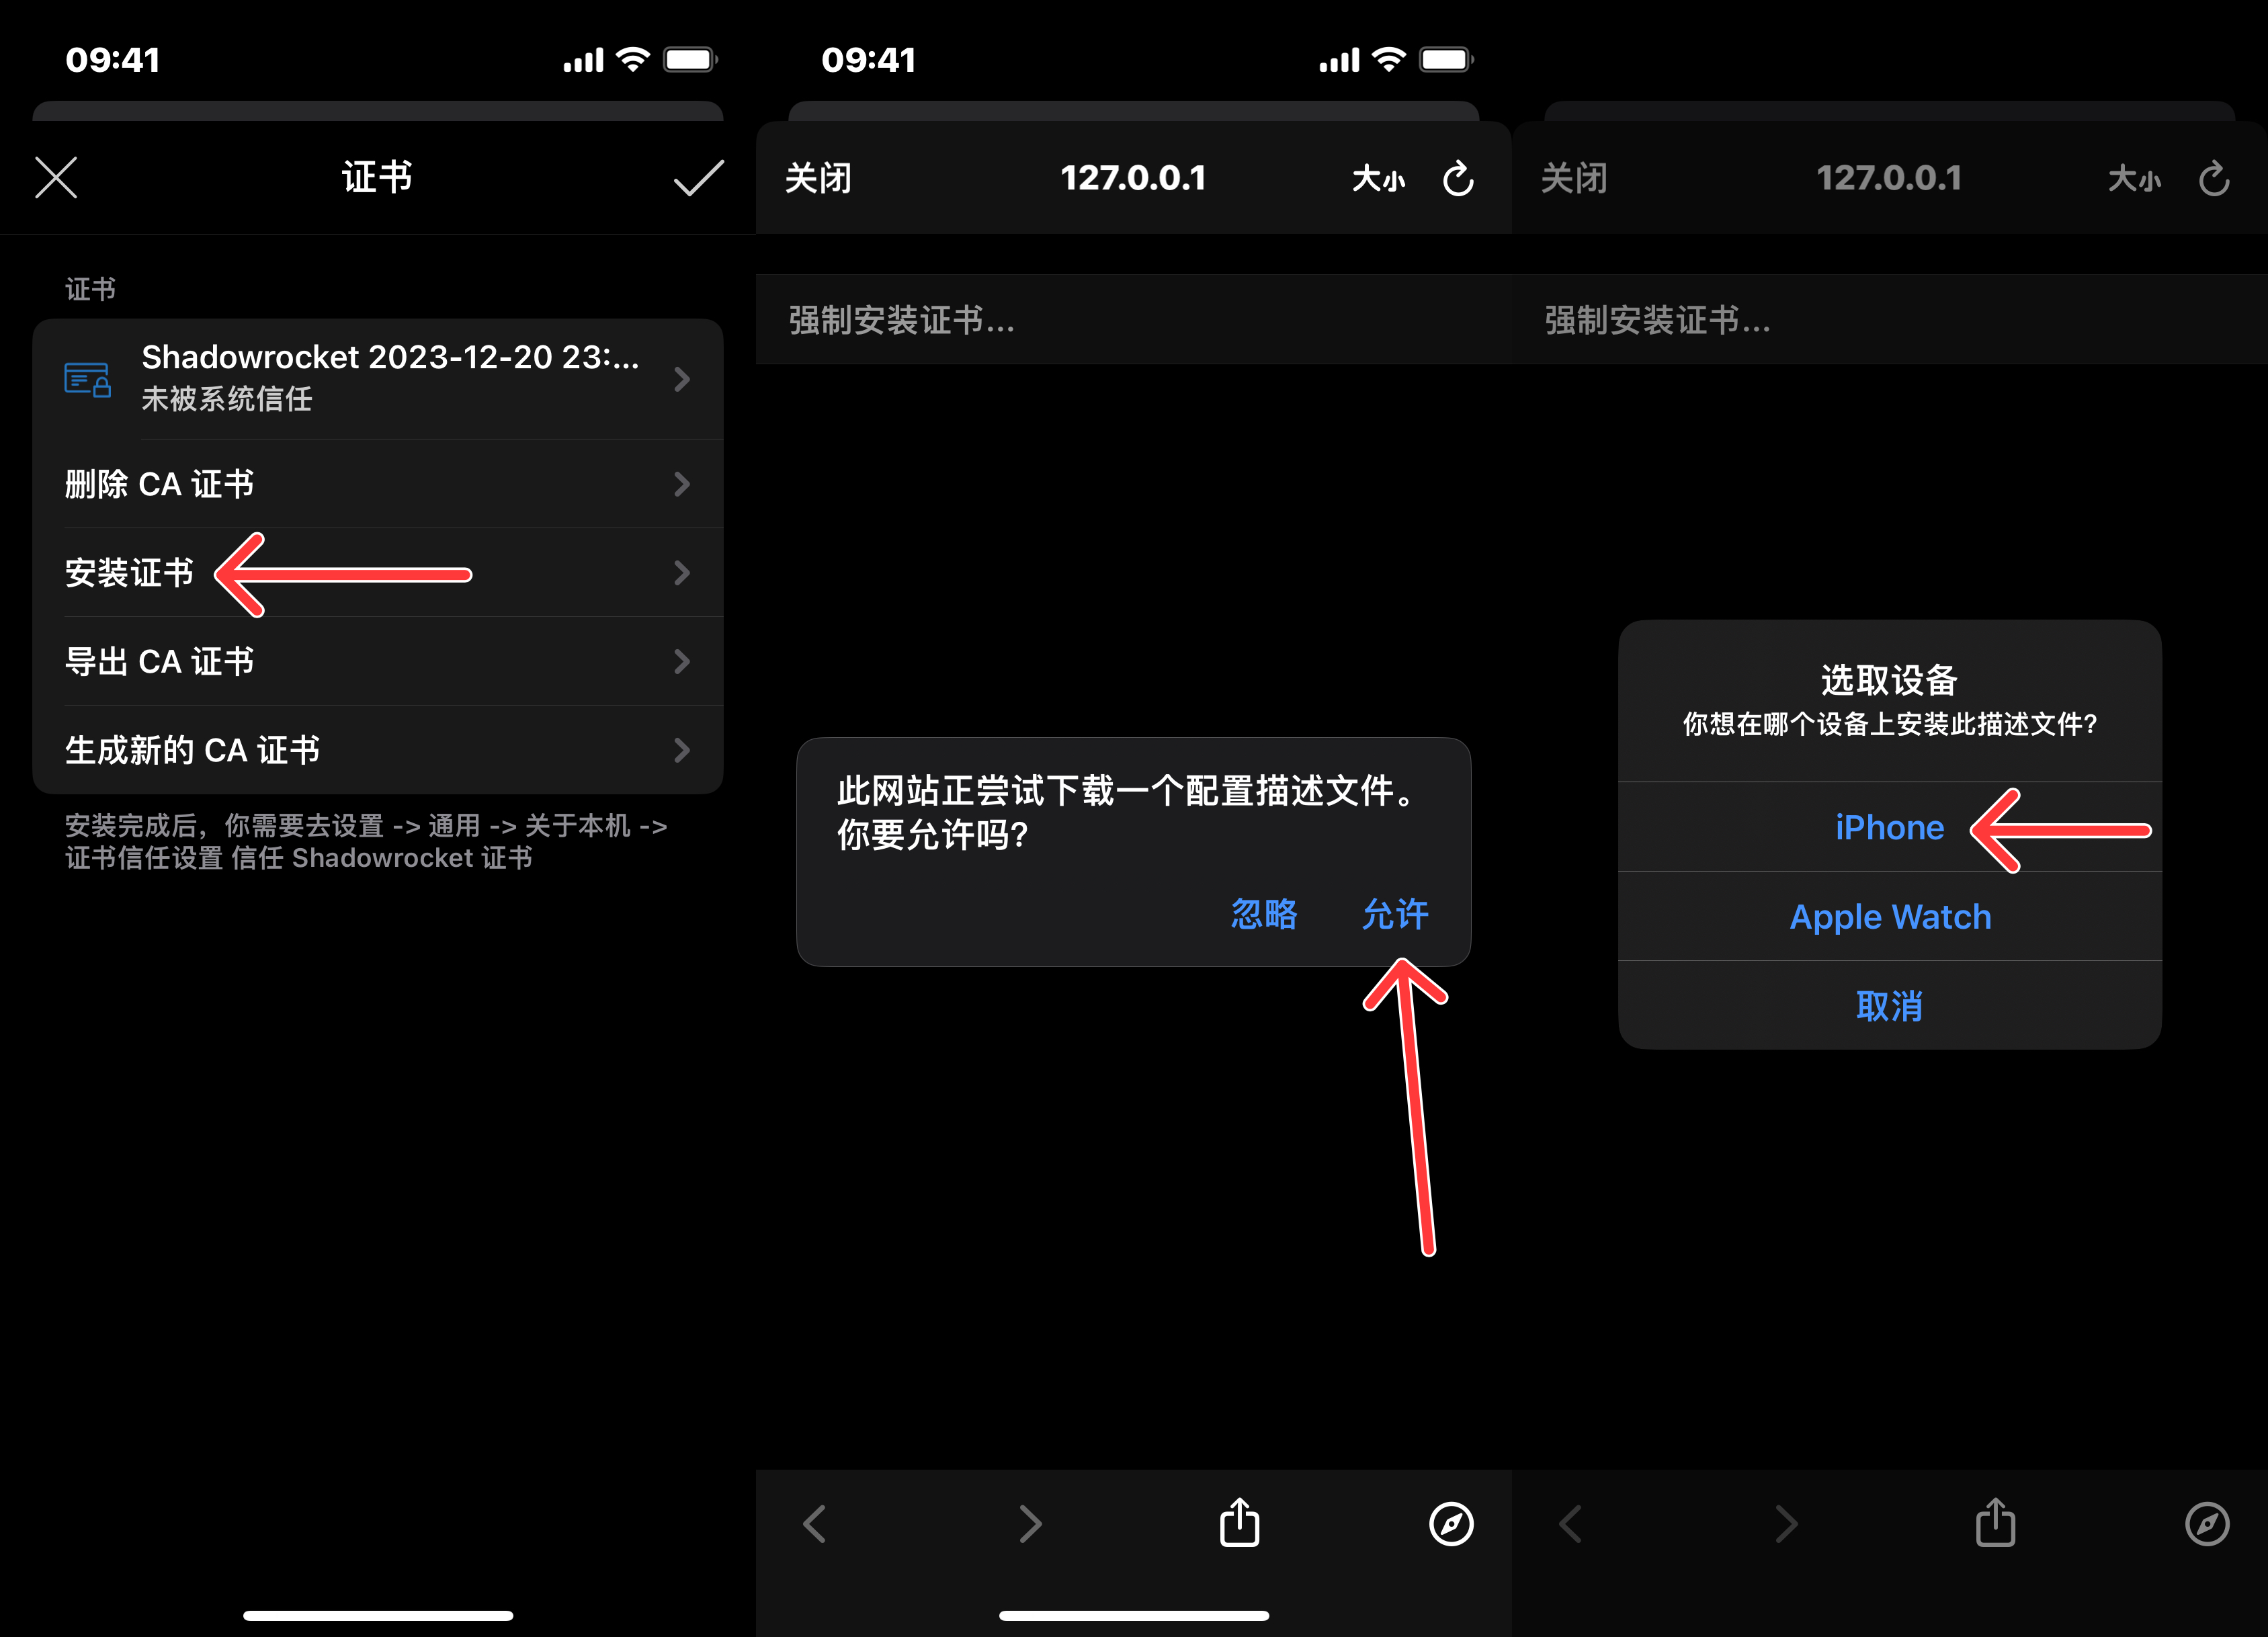 09:41
证书
证书
Shadowrocket 2023-12-20 23:...
未被系统信任
删除 CA 证书
安装证书
导出 CA 证书
生成新的 CA 证书
安装完成后，你需要去设置 -> 通用 -> 关于本机 ->
证书信任设置 信任 Shadowrocket 证书
09:41
关闭 127.0.0.1 大小
强制安装证书...
此网站正尝试下载一个配置描述文件。
你要允许吗?
忽略 允许
关闭 127.0.0.1 大小
强制安装证书...
选取设备
你想在哪个设备上安装此描述文件?
iPhone
Apple Watch
取消